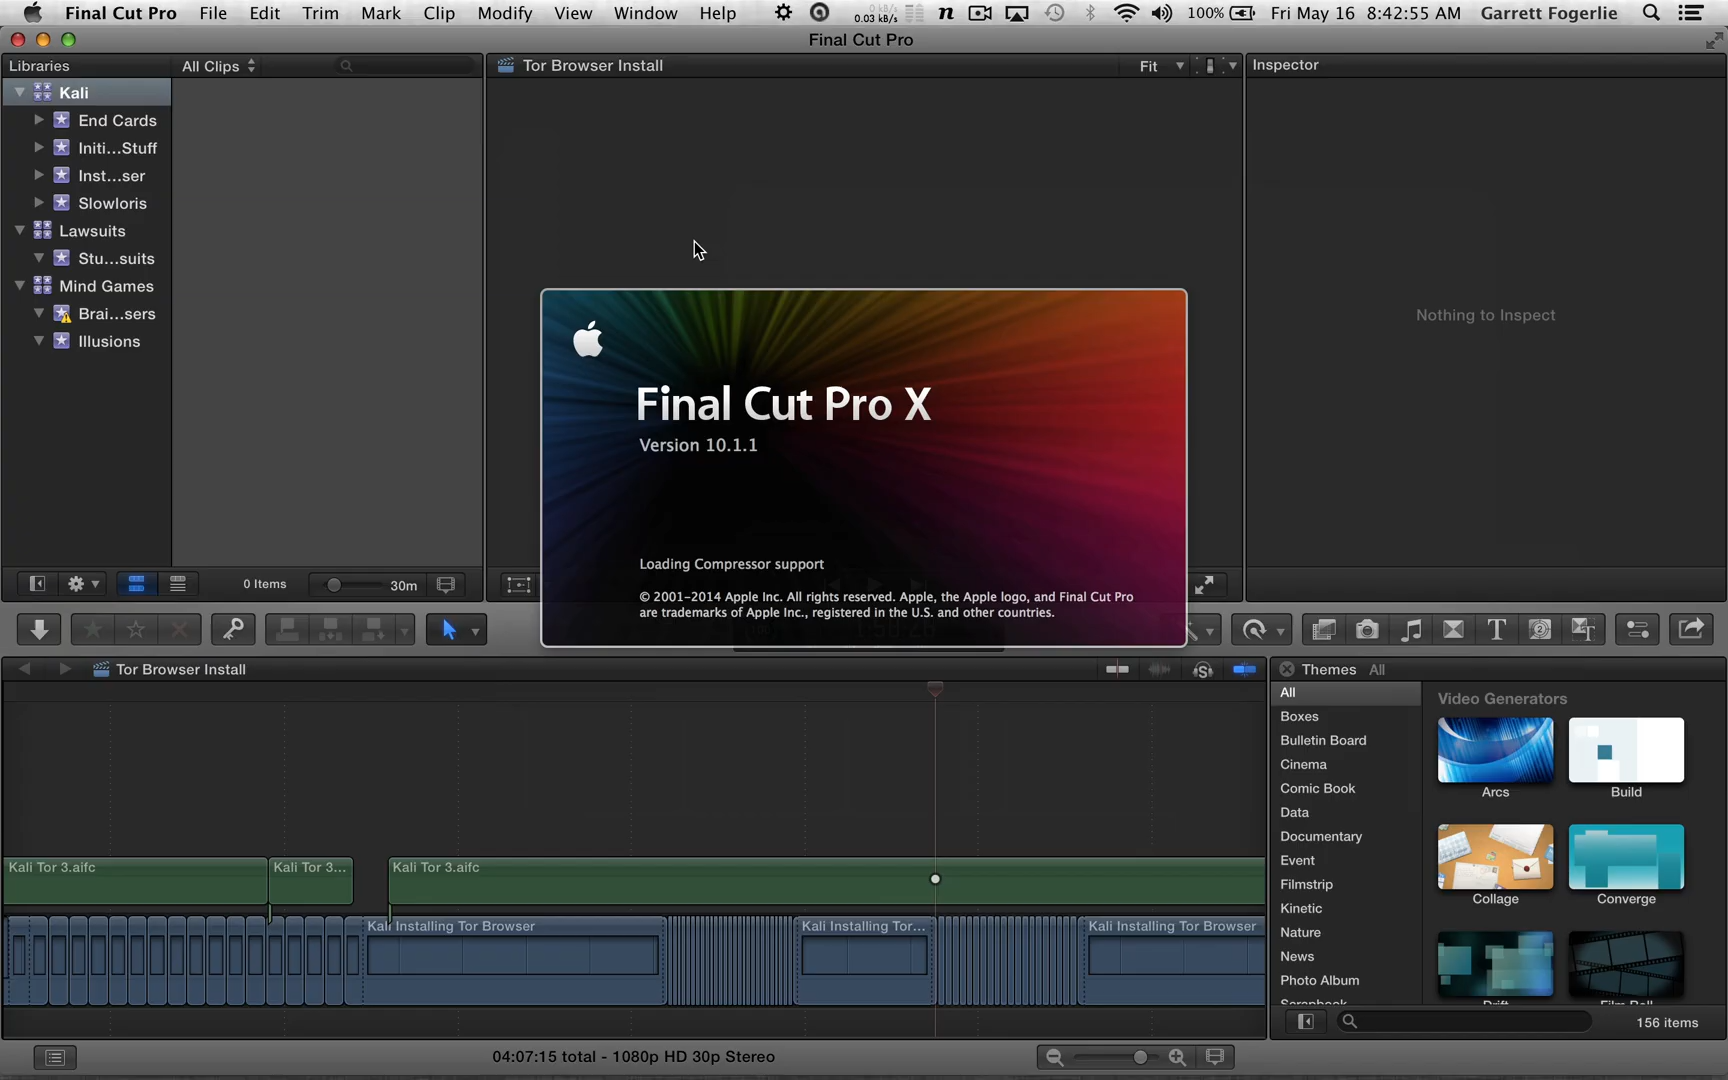 Final Cut Pro File Edit Trim Mark Clip Modify View Window Help 0 kB/s 0.03 kB/s n 100% Fri May 16 8:42:55 AM Garrett Fogerlie
Final Cut Pro
Libraries All Clips Tor Browser Install Fit Inspector
Kali
End Cards
Initi...Stuff
Inst...ser
Slowloris
Lawsuits
Stu...suits
Mind Games
Brai...sers
Illusions
Nothing to Inspect
Final Cut Pro X
Version 10.1.1
Loading Compressor support
© 2001–2014 Apple Inc. All rights reserved. Apple, the Apple logo, and Final Cut Pro
are trademarks of Apple Inc., registered in the U.S. and other countries.
0 Items 30m
Tor Browser Install
Themes All
All
Boxes
Bulletin Board
Cinema
Comic Book
Data
Documentary
Event
Filmstrip
Kinetic
Nature
News
Photo Album
Video Generators
Arcs Build
Collage Converge
Kali Tor 3.aifc Kali Tor 3... Kali Tor 3.aifc
Kali Installing Tor Browser Kali Installing Tor... Kali Installing Tor Browser
156 items
04:07:15 total - 1080p HD 30p Stereo